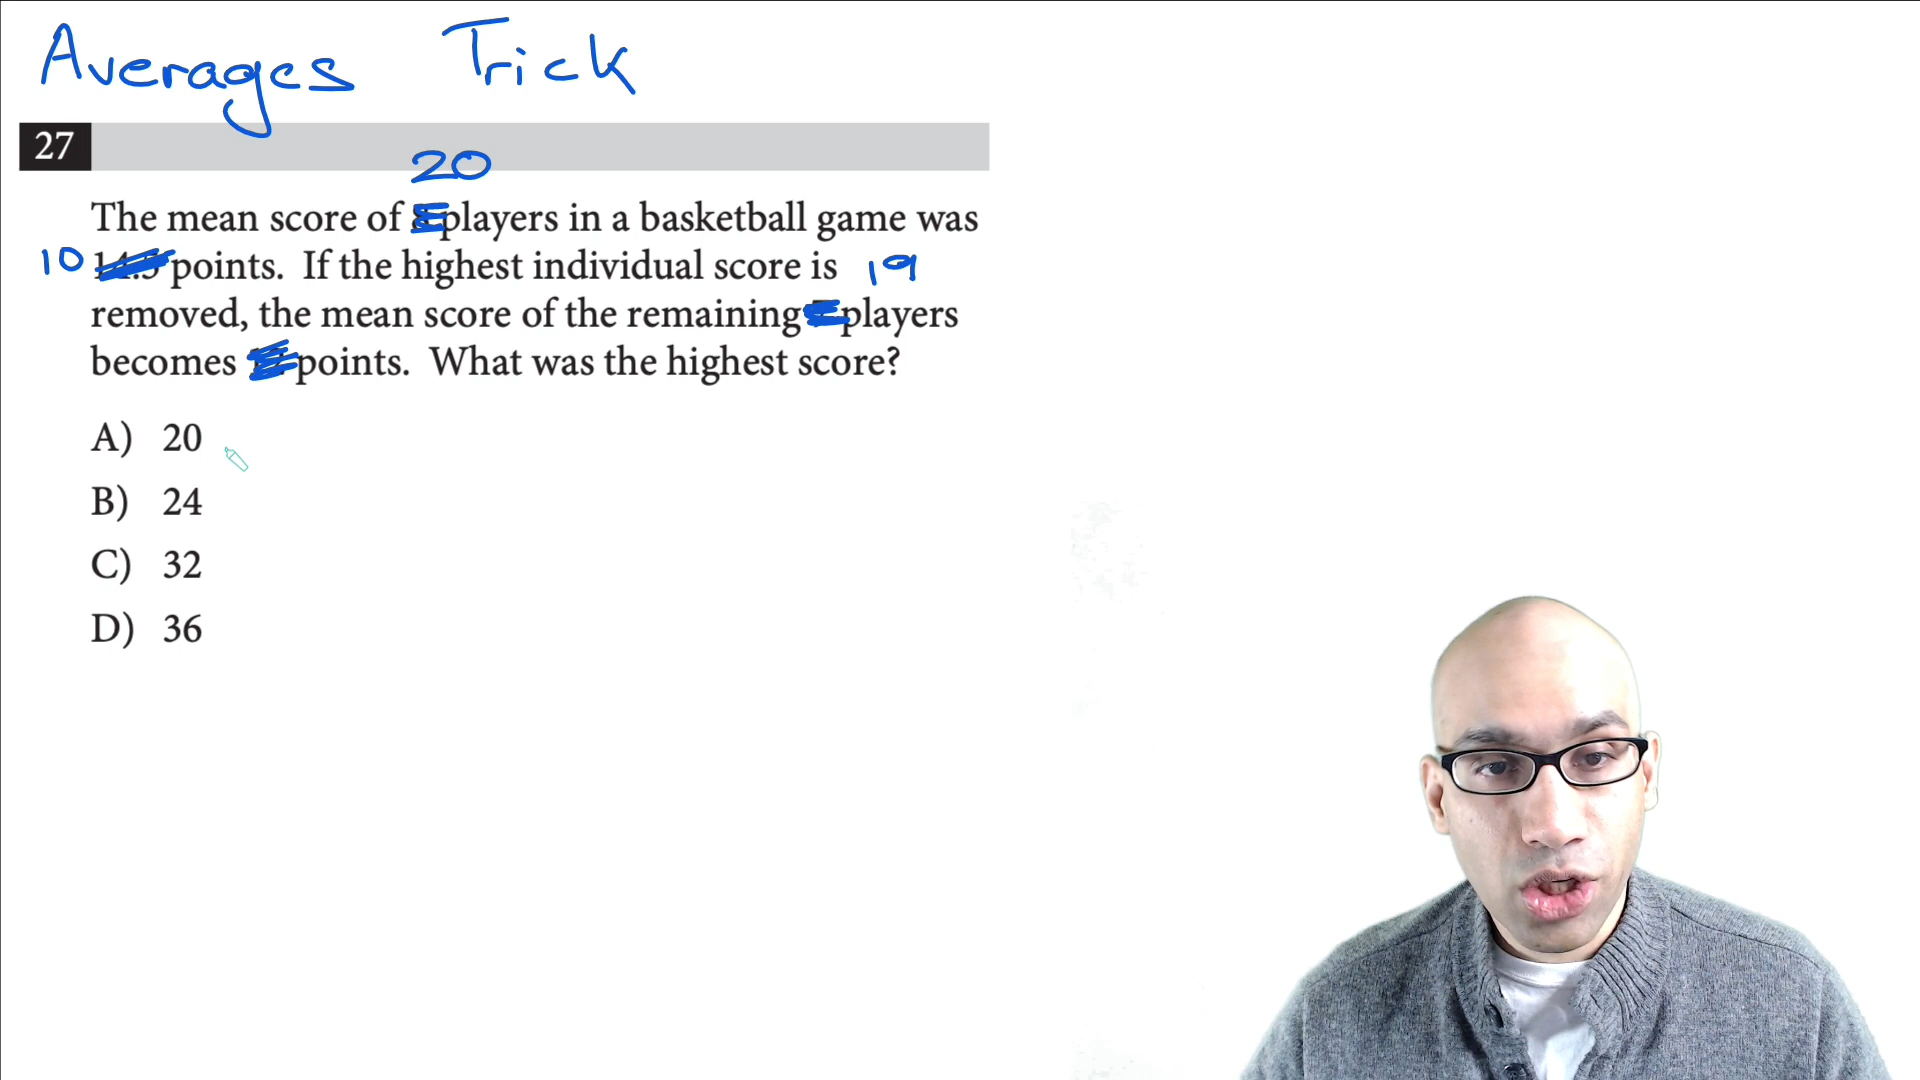 Averages Trick
27
20
The mean score of players in a basketball game was
10 14.5 points. If the highest individual score is 19
removed, the mean score of the remaining players
becomes points. What was the highest score?
A) 20
B) 24
C) 32
D) 36